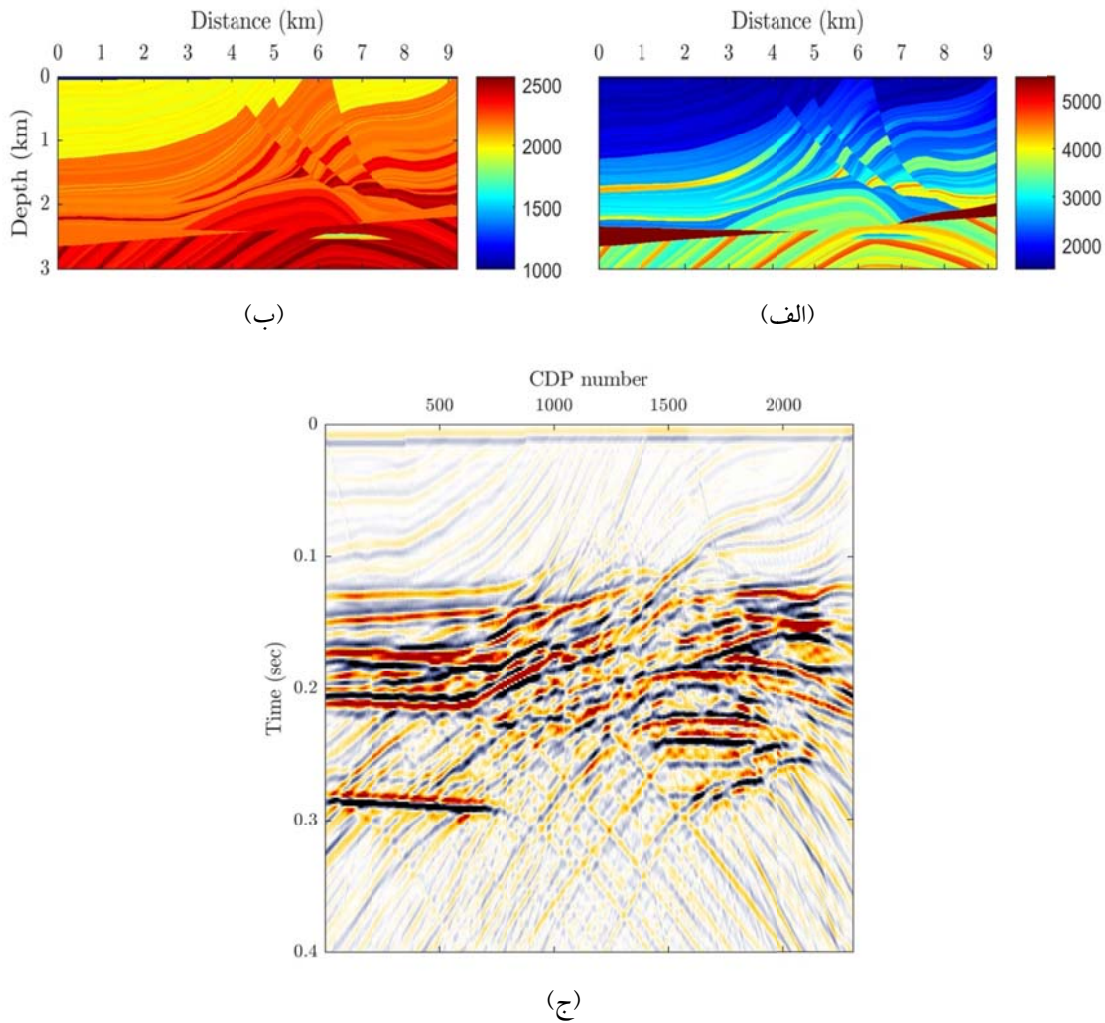 Distance (km)
0 1 2 3 4 5 6 7 8 9
Depth (km)
0
1
2
3
2500
2000
1500
1000
(ب)
Distance (km)
0 1 2 3 4 5 6 7 8 9
5000
4000
3000
2000
(الف)
CDP number
500 1000 1500 2000
Time (sec)
0
0.1
0.2
0.3
0.4
(ج)